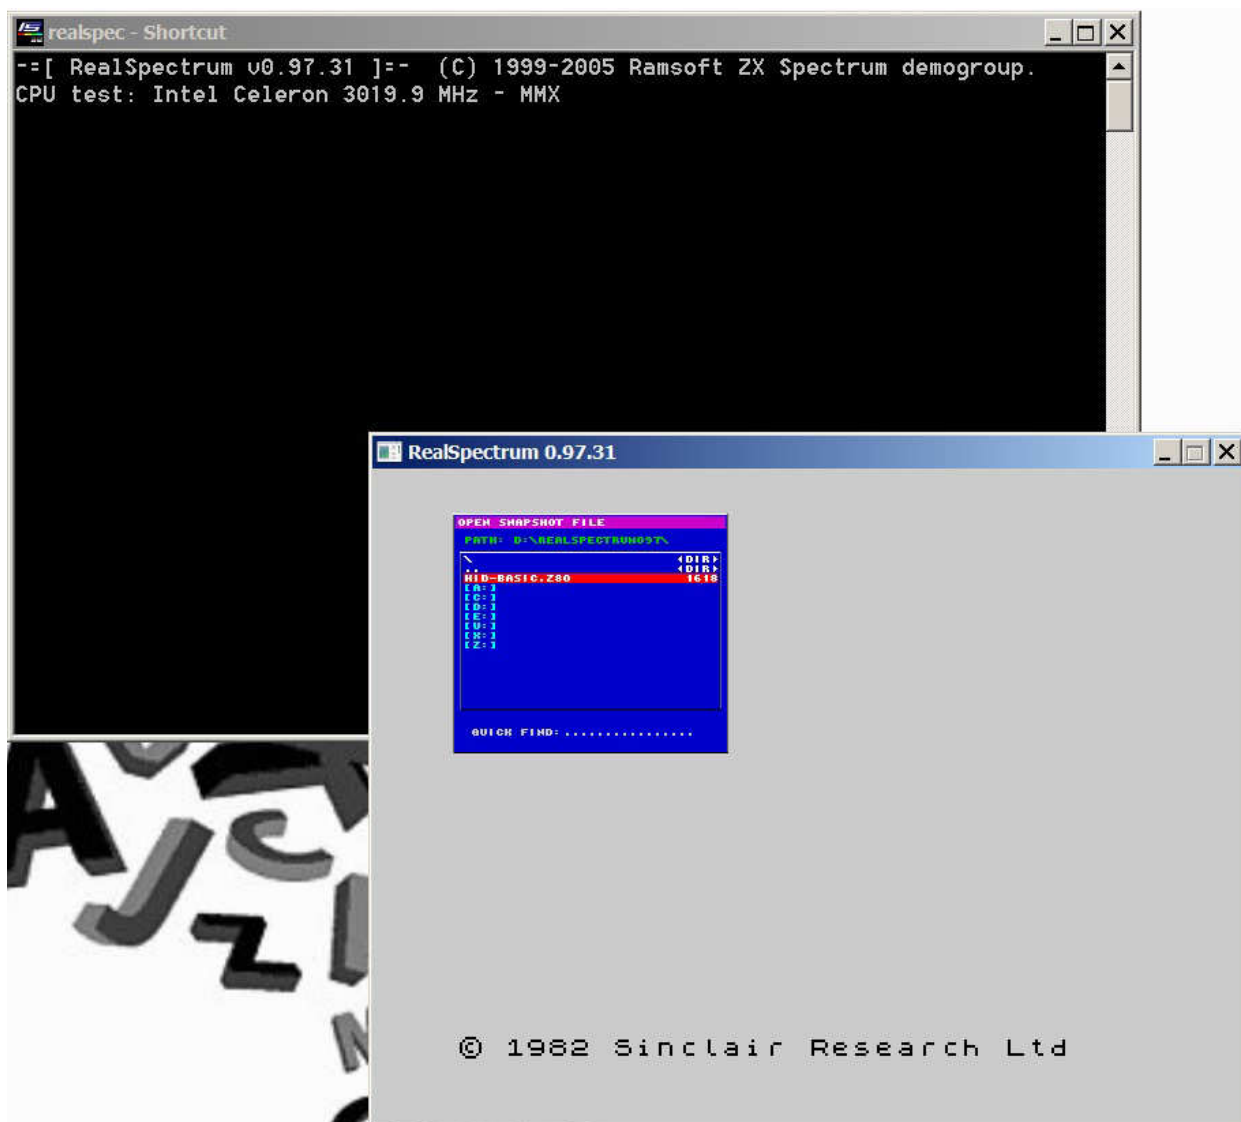 realspec - Shortcut
-=[ RealSpectrum v0.97.31 ]=-  (C) 1999-2005 Ramsoft ZX Spectrum demogroup.
CPU test: Intel Celeron 3019.9 MHz - MMX
RealSpectrum 0.97.31
OPEN SNAPSHOT FILE
PATH: D:\REALSPECTRUM097\
\ ◂DIR▸
.. ◂DIR▸
HID-BASIC.Z80 1618
[A:]
[C:]
[D:]
[E:]
[Z:]
QUICK FIND:................
© 1982 Sinclair Research Ltd
A
J
C
Z